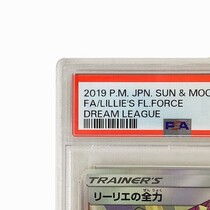 2019 P.M. JPN. SUN & MOO
FA/LILLIE'S FL.FORCE
DREAM LEAGUE
PSA
TRAINER'S
リーリエの全力